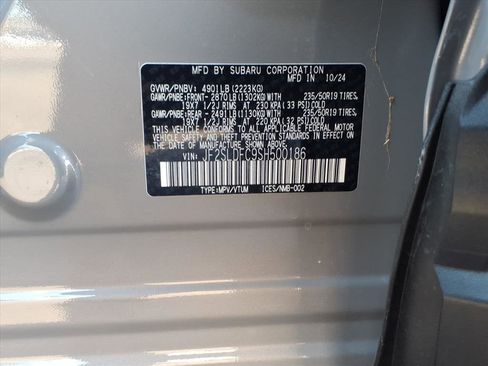 MFD BY SUBARU CORPORATION
MADE IN 10/24
GVWR/PNBV: 4901LB(2223KG)
GAWR/PNBE:FRONT- 2870LB(1302KG)WITH 235/50R19 TIRES,
19X7 1/2J RIMS AT 230 KPA(33 PSI)COLD
GAWR/PNBE:REAR - 2491LB(1130KG)WITH 235/50R19 TIRES,
19X7 1/2J RIMS AT 220 KPA(32 PSI)COLD
THIS VEHICLE CONFORMS TO ALL APPLICABLE FEDERAL MOTOR
VEHICLE SAFETY AND THEFT PREVENTION STANDARDS IN
EFFECT ON THE DATE OF MANUFACTURE SHOWN ABOVE.
VIN: JF2SLDFC9SH500186
TYPE:MPV/VTUM ICES/NMB-002